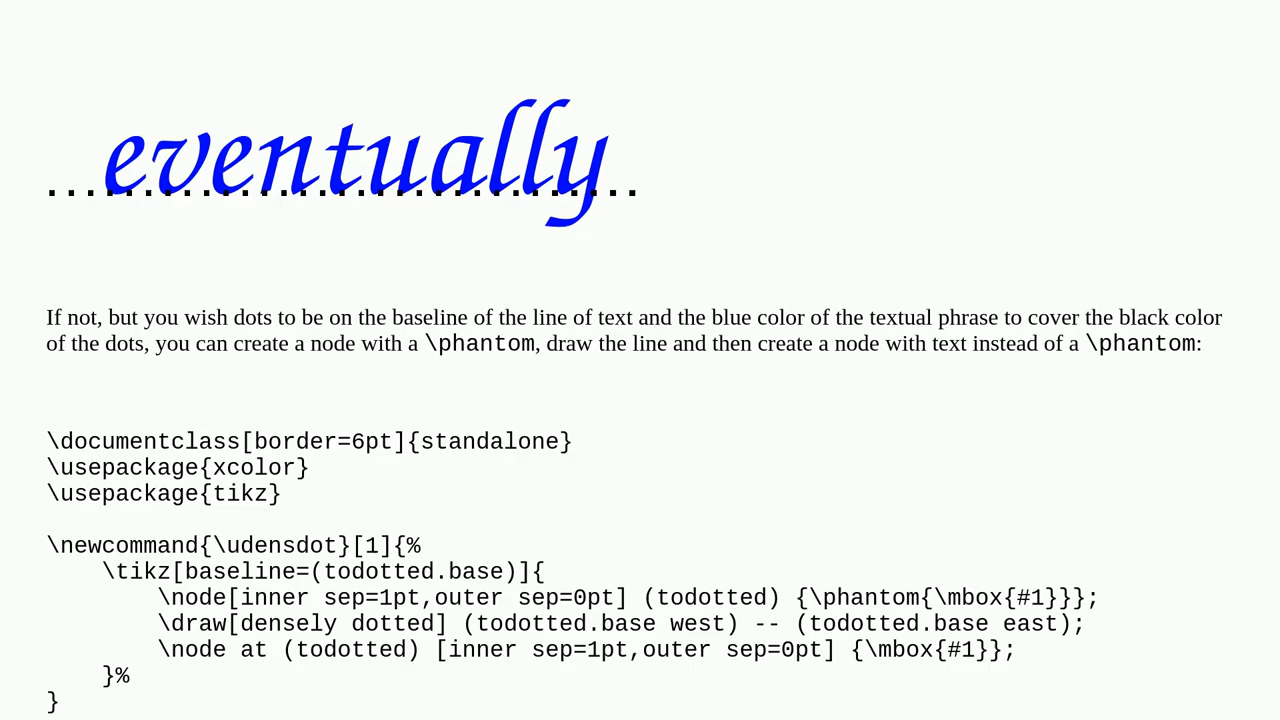 eventually
If not, but you wish dots to be on the baseline of the line of text and the blue color of the textual phrase to cover the black color
of the dots, you can create a node with a \phantom, draw the line and then create a node with text instead of a \phantom:
\documentclass[border=6pt]{standalone}
\usepackage{xcolor}
\usepackage{tikz}
\newcommand{\udensdot}[1]{%
    \tikz[baseline=(todotted.base)]{
        \node[inner sep=1pt,outer sep=0pt] (todotted) {\phantom{\mbox{#1}}};
        \draw[densely dotted] (todotted.base west) -- (todotted.base east);
        \node at (todotted) [inner sep=1pt,outer sep=0pt] {\mbox{#1}};
    }%
}